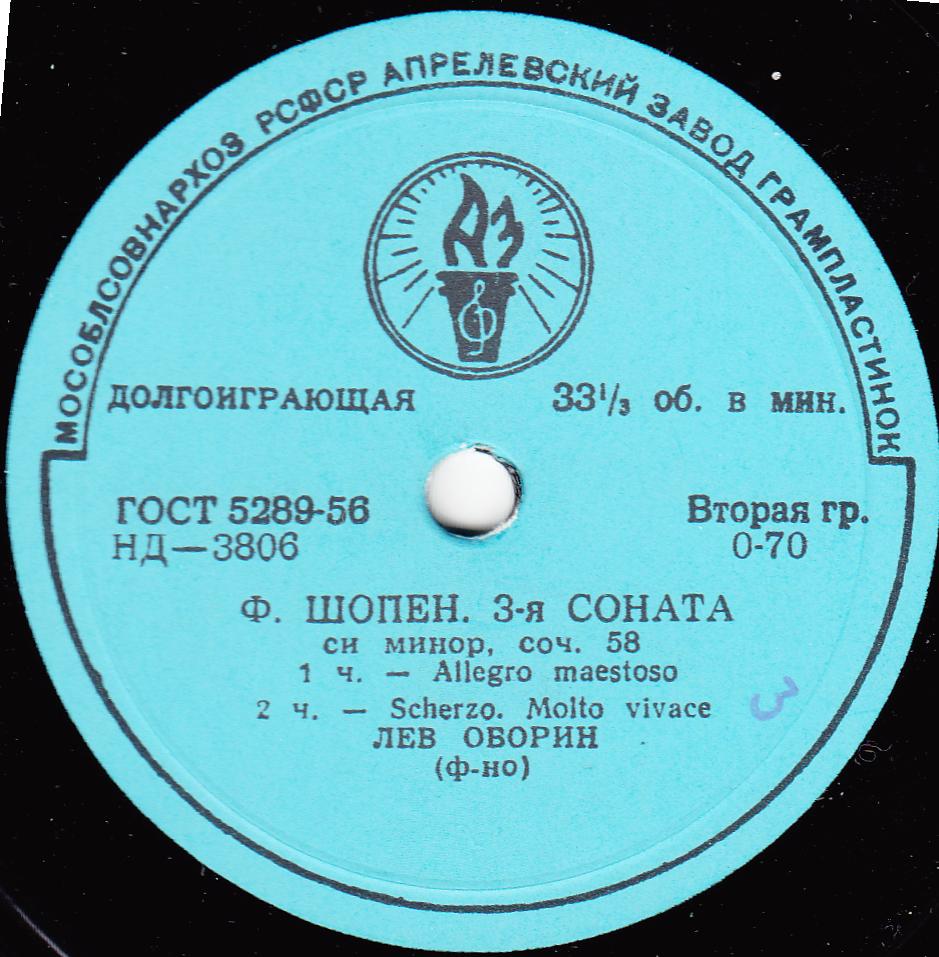 МОСОБЛСОВНАРХОЗ РСФСР АПРЕЛЕВСКИЙ ЗАВОД ГРАМПЛАСТИНОК
АЗ
ДОЛГОИГРАЮЩАЯ 33⅓ об. в мин.
ГОСТ 5289-56 Вторая гр.
НД—3806 0-70
Ф. ШОПЕН. 3-я СОНАТА
си минор, соч. 58
1 ч. — Allegro maestoso
2 ч. — Scherzo. Molto vivace
3
ЛЕВ ОБОРИН
(ф-но)